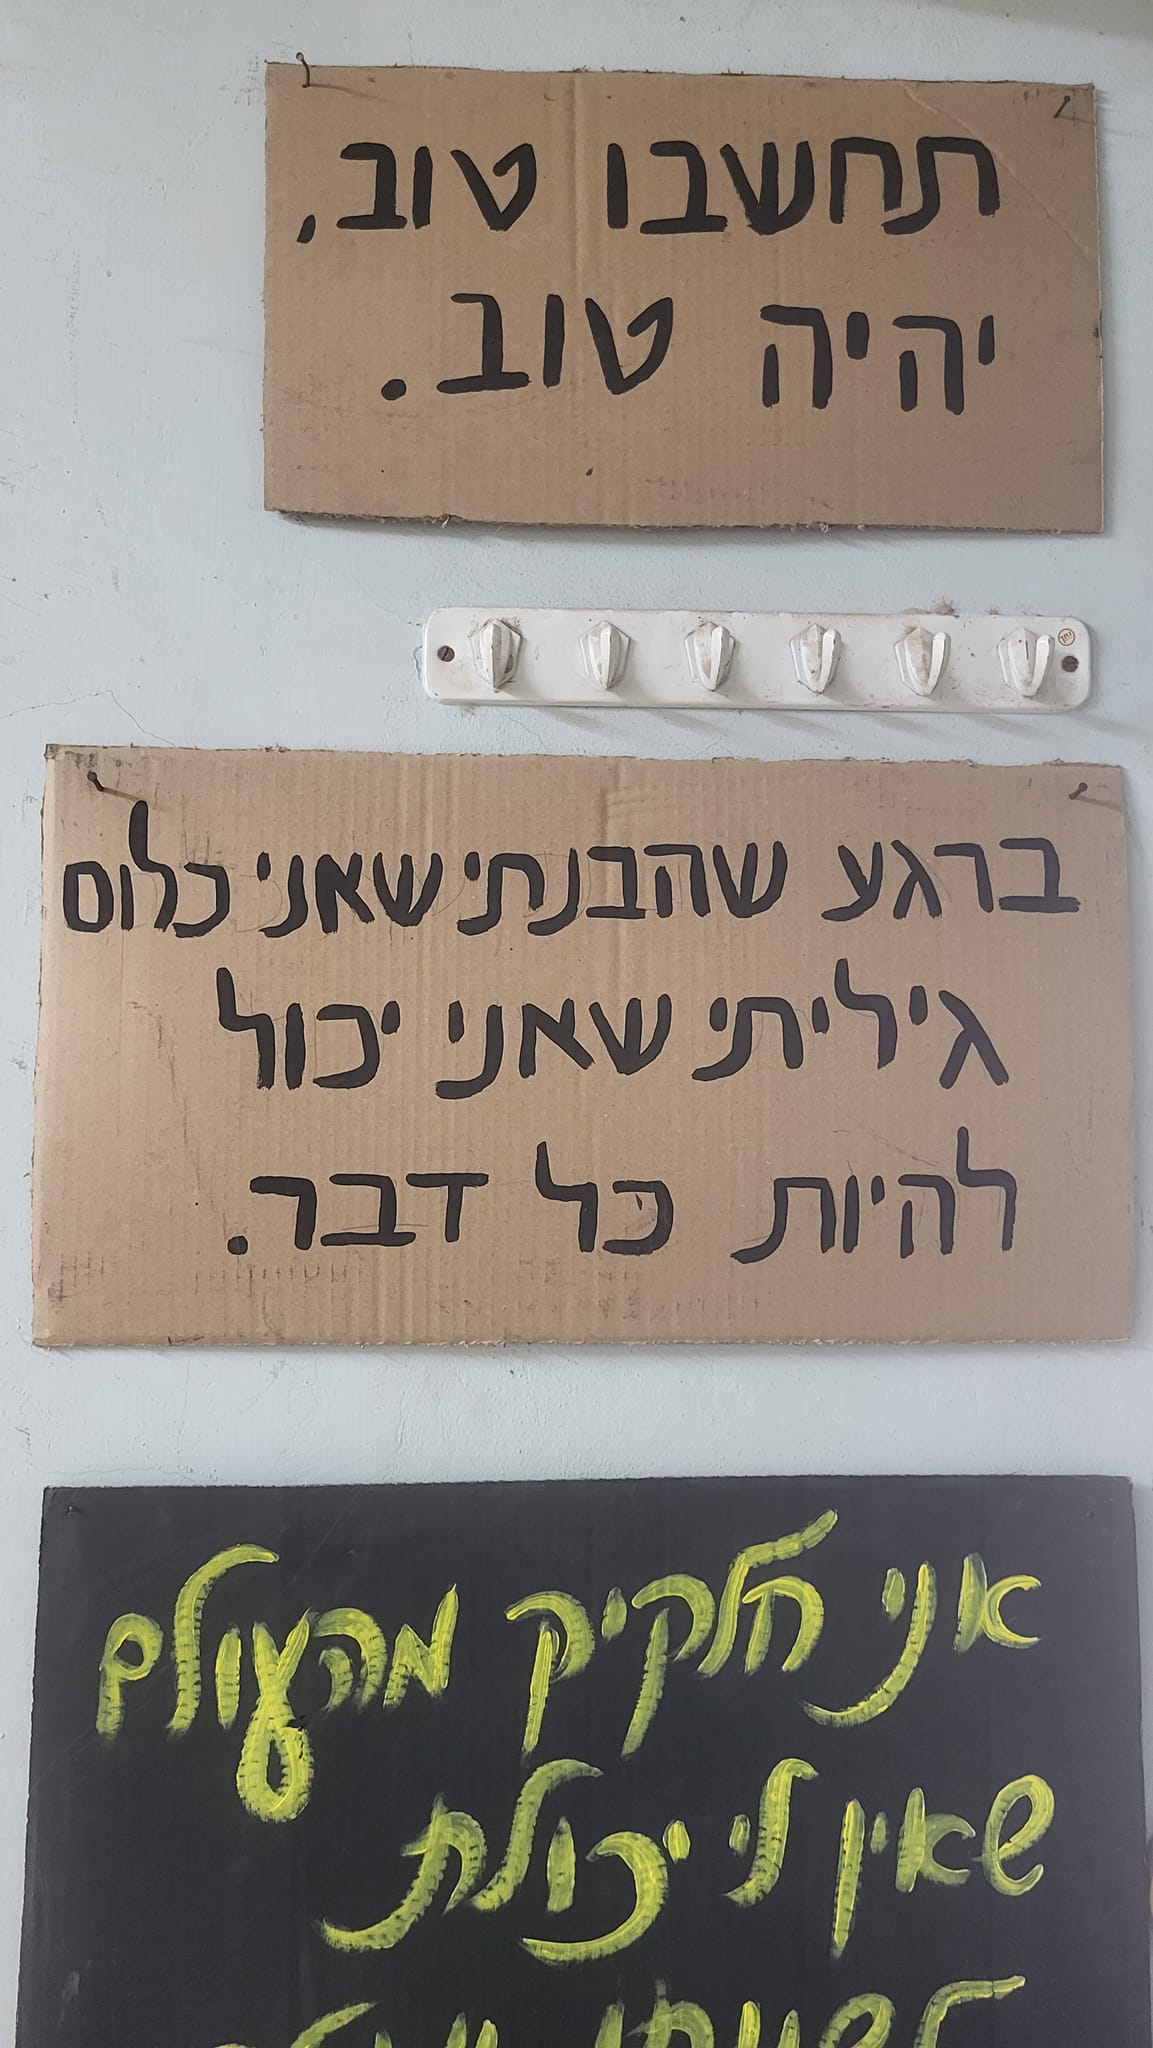 תחשבו טוב,
יהיה טוב.
ברגע שהבנתי שאני כלום
גיליתי שאני יכול
להיות כל דבר.
אני חלקיק מהעולם
שאין לי יכולת